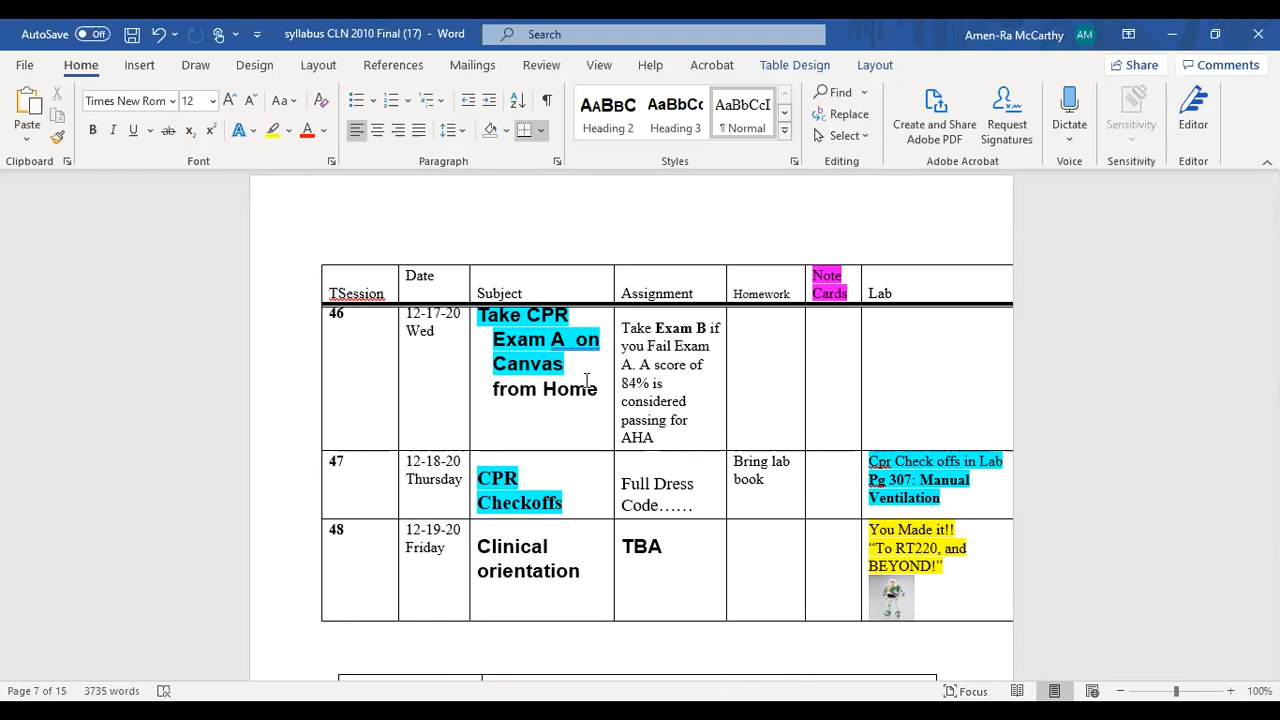 AutoSave Off syllabus CLN 2010 Final (17) - Word Search Amen-Ra McCarthy AM
File Home Insert Draw Design Layout References Mailings Review View Help Acrobat Table Design Layout Share Comments
Paste
Times New Rom 12
AaBbC AaBbCc AaBbCcI
Heading 2 Heading 3 ¶ Normal
Find
Replace
Select
Create and Share
Adobe PDF
Request
Signatures
Dictate
Sensitivity
Editor
Clipboard Font Paragraph Styles Editing Adobe Acrobat Voice Sensitivity Editor
TSession
Date
Subject
Assignment
Homework
Note
Cards
Lab
46
12-17-20
Wed
Take CPR
Exam A on
Canvas
from Home
Take Exam B if
you Fail Exam
A. A score of
84% is
considered
passing for
AHA
47
12-18-20
Thursday
CPR
Checkoffs
Full Dress
Code……
Bring lab
book
Cpr Check offs in Lab
Pg 307: Manual
Ventilation
48
12-19-20
Friday
Clinical
orientation
TBA
You Made it!!
“To RT220, and
BEYOND!”
Page 7 of 15 3735 words Focus 100%